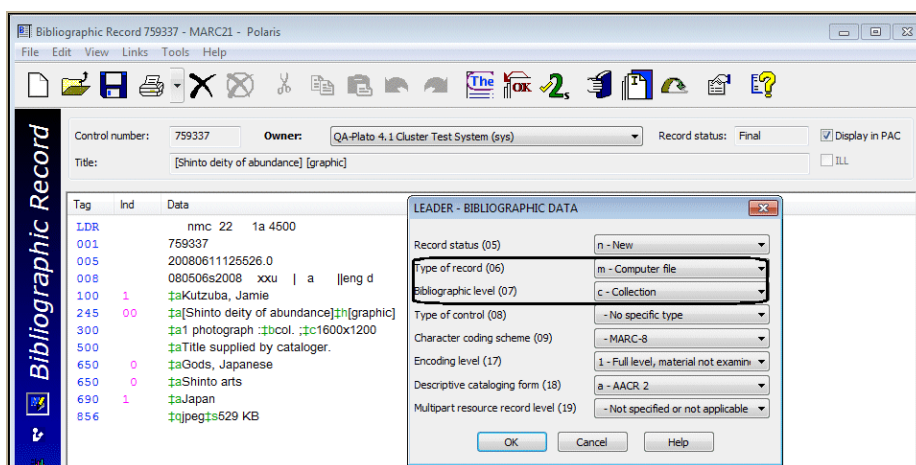 Bibliographic Record 759337 - MARC21 - Polaris
File Edit View Links Tools Help
The OK 2,
Bibliographic Record
Control number: 759337 Owner: QA-Plato 4.1 Cluster Test System (sys) Record status: Final Display in PAC
Title: [Shinto deity of abundance] [graphic] ILL
Tag Ind Data
LDR nmc 22 1a 4500
001 759337
005 20080611125526.0
008 080506s2008 xxu | a ||eng d
100 1 ‡aKutzuba, Jamie
245 00 ‡a[Shinto deity of abundance]‡h[graphic]
300 ‡a1 photograph :‡bcol. ;‡c1600x1200
500 ‡aTitle supplied by cataloger.
650 0 ‡aGods, Japanese
650 0 ‡aShinto arts
690 1 ‡aJapan
856 ‡qjpeg‡s529 KB
LEADER - BIBLIOGRAPHIC DATA
Record status (05) n - New
Type of record (06) m - Computer file
Bibliographic level (07) c - Collection
Type of control (08) - No specific type
Character coding scheme (09) - MARC-8
Encoding level (17) 1 - Full level, material not examin
Descriptive cataloging form (18) a - AACR 2
Multipart resource record level (19) - Not specified or not applicable
OK Cancel Help